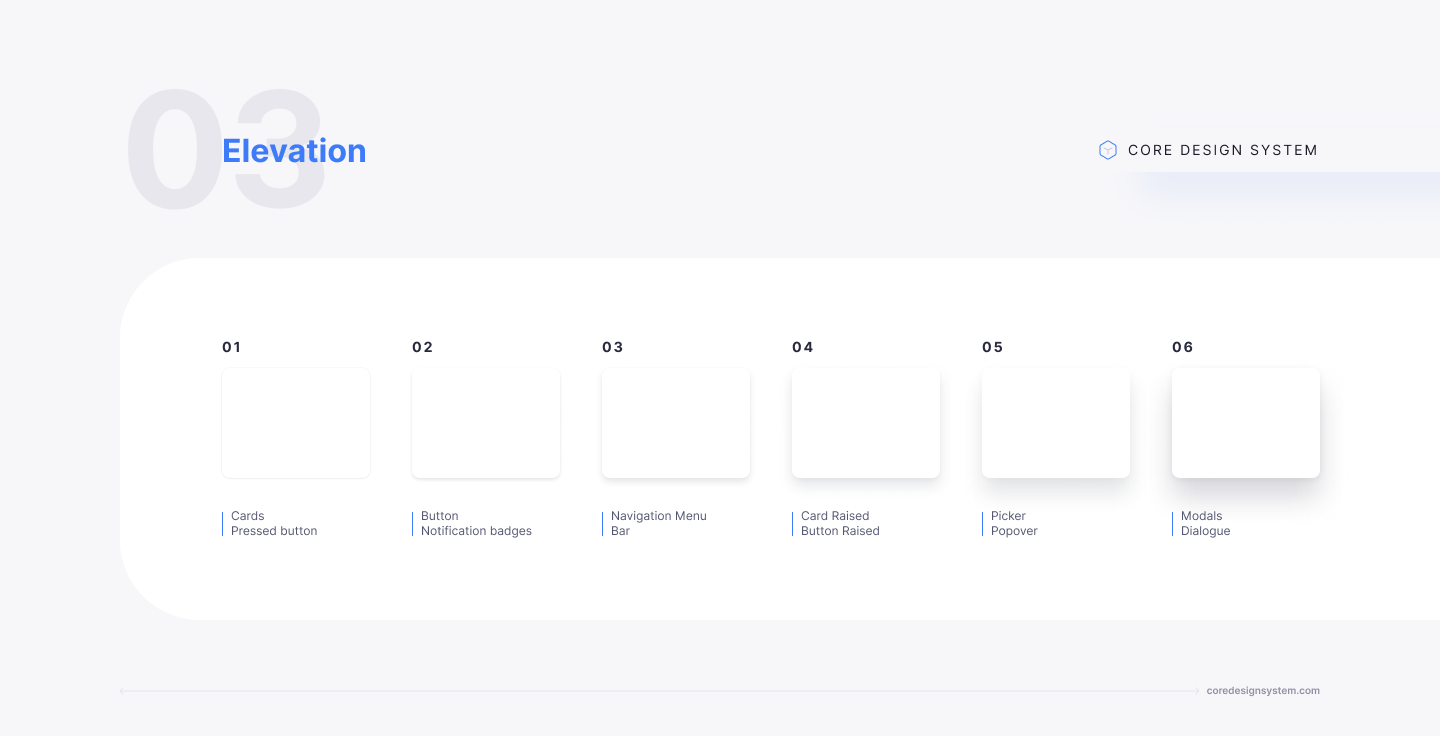 03
Elevation
CORE DESIGN SYSTEM
01
02
03
04
05
06
Cards
Pressed button
Button
Notification badges
Navigation Menu
Bar
Card Raised
Button Raised
Picker
Popover
Modals
Dialogue
coredesignsystem.com